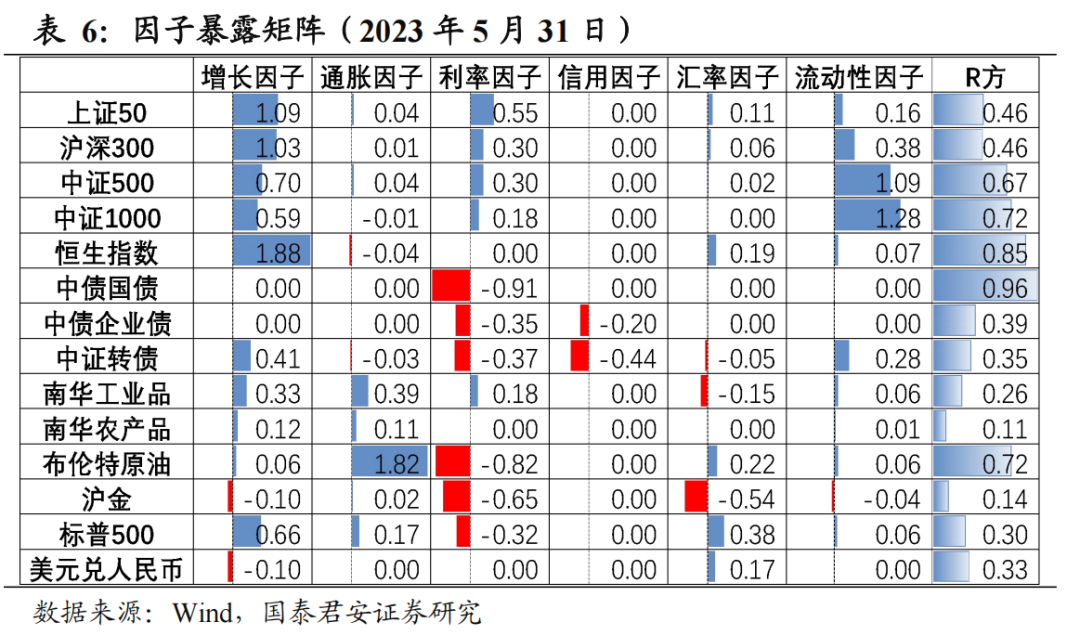 表 6：因子暴露矩阵（2023 年 5 月 31 日）
增长因子 通胀因子 利率因子 信用因子 汇率因子 流动性因子 R方
上证50 1.09 0.04 0.55 0.00 0.11 0.16 0.46
沪深300 1.03 0.01 0.30 0.00 0.06 0.38 0.46
中证500 0.70 0.04 0.30 0.00 0.02 1.09 0.67
中证1000 0.59 -0.01 0.18 0.00 0.00 1.28 0.72
恒生指数 1.88 -0.04 0.00 0.00 0.19 0.07 0.85
中债国债 0.00 0.00 -0.91 0.00 0.00 0.00 0.96
中债企业债 0.00 0.00 -0.35 -0.20 0.00 0.00 0.39
中证转债 0.41 -0.03 -0.37 -0.44 -0.05 0.28 0.35
南华工业品 0.33 0.39 0.18 0.00 -0.15 0.06 0.26
南华农产品 0.12 0.11 0.00 0.00 0.00 0.01 0.11
布伦特原油 0.06 1.82 -0.82 0.00 0.22 0.06 0.72
沪金 -0.10 0.02 -0.65 0.00 -0.54 -0.04 0.14
标普500 0.66 0.17 -0.32 0.00 0.38 0.06 0.30
美元兑人民币 -0.10 0.00 0.00 0.00 0.17 0.00 0.33
数据来源：Wind，国泰君安证券研究